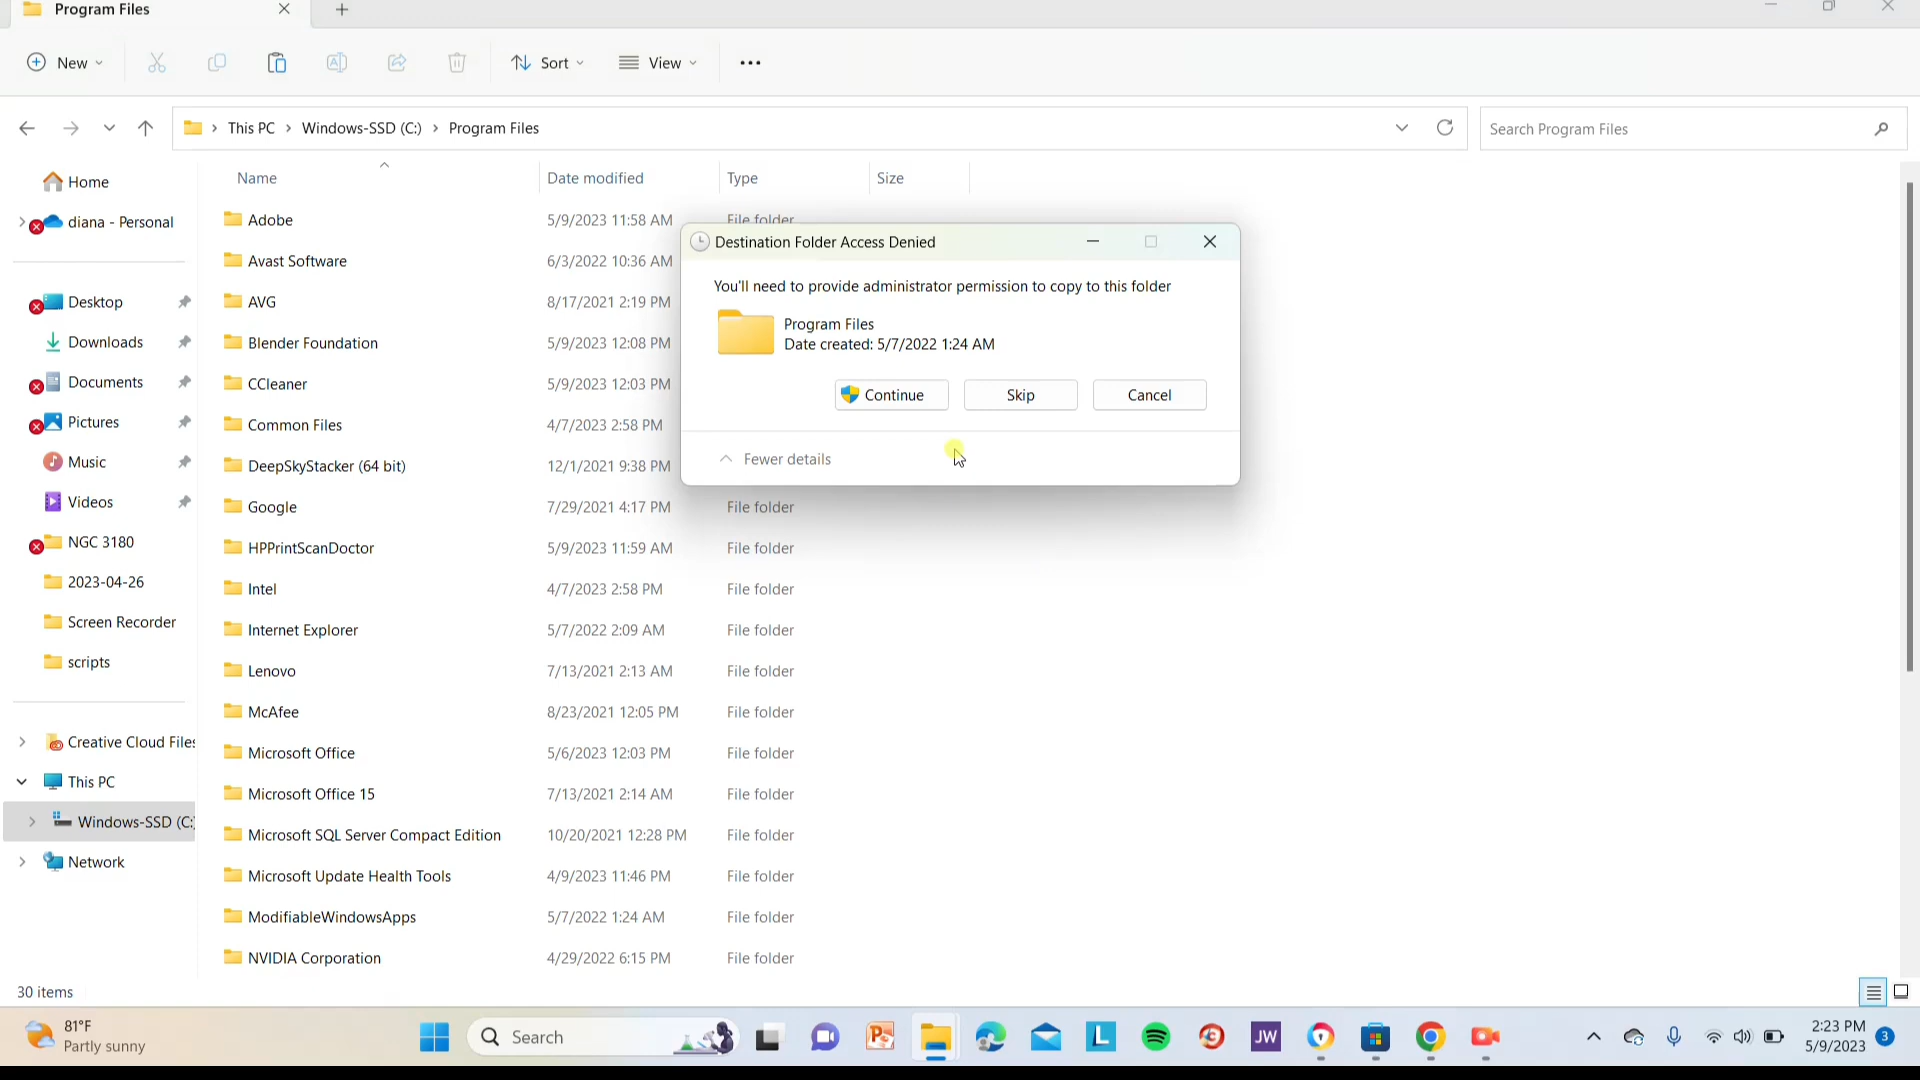 Program Files
New
Sort
View
This PC
Windows-SSD (C:)
Program Files
Search Program Files
Home
diana - Personal
Desktop
Downloads
Documents
Pictures
Music
Videos
NGC 3180
2023-04-26
Screen Recorder
scripts
Creative Cloud Files
This PC
Windows-SSD (C:
Network
Name Date modified Type Size
Adobe 5/9/2023 11:58 AM File folder
Avast Software 6/3/2022 10:36 AM
AVG 8/17/2021 2:19 PM
Blender Foundation 5/9/2023 12:08 PM
CCleaner 5/9/2023 12:03 PM
Common Files 4/7/2023 2:58 PM
DeepSkyStacker (64 bit) 12/1/2021 9:38 PM
Google 7/29/2021 4:17 PM File folder
HPPrintScanDoctor 5/9/2023 11:59 AM File folder
Intel 4/7/2023 2:58 PM File folder
Internet Explorer 5/7/2022 2:09 AM File folder
Lenovo 7/13/2021 2:13 AM File folder
McAfee 8/23/2021 12:05 PM File folder
Microsoft Office 5/6/2023 12:03 PM File folder
Microsoft Office 15 7/13/2021 2:14 AM File folder
Microsoft SQL Server Compact Edition 10/20/2021 12:28 PM File folder
Microsoft Update Health Tools 4/9/2023 11:46 PM File folder
ModifiableWindowsApps 5/7/2022 1:24 AM File folder
NVIDIA Corporation 4/29/2022 6:15 PM File folder
Destination Folder Access Denied
You'll need to provide administrator permission to copy to this folder
Program Files
Date created: 5/7/2022 1:24 AM
Continue
Skip
Cancel
Fewer details
30 items
81°F
Partly sunny
Search
L
JW
2:23 PM
5/9/2023
3